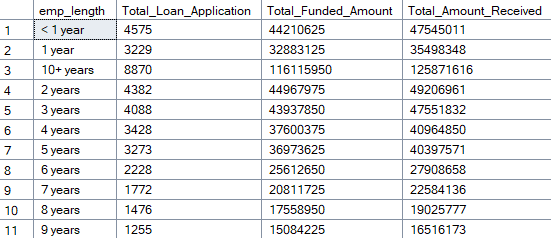 emp_length Total_Loan_Application Total_Funded_Amount Total_Amount_Received
1 < 1 year 4575 44210625 47545011
2 1 year 3229 32883125 35498348
3 10+ years 8870 116115950 125871616
4 2 years 4382 44967975 49206961
5 3 years 4088 43937850 47551832
6 4 years 3428 37600375 40964850
7 5 years 3273 36973625 40397571
8 6 years 2228 25612650 27908658
9 7 years 1772 20811725 22584136
10 8 years 1476 17558950 19025777
11 9 years 1255 15084225 16516173